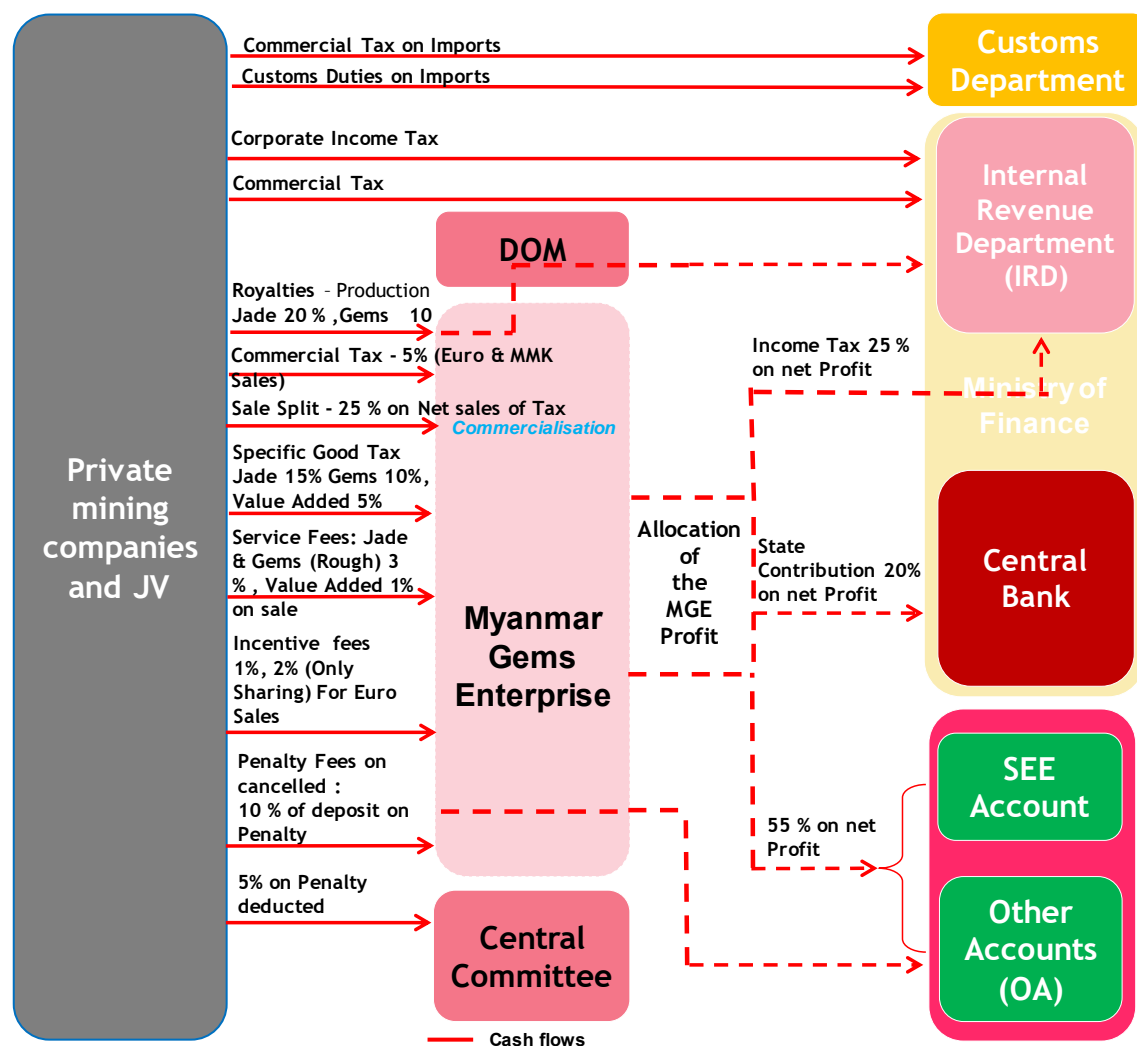 Commercial Tax on Imports
Customs Duties on Imports
Customs
Department
Corporate Income Tax
Commercial Tax
Internal
Revenue
Department
(IRD)
DOM
Royalties – Production
Jade 20 % ,Gems 10
Commercial Tax - 5% (Euro & MMK
Sales)
Sale Split - 25 % on Net sales of Tax
Commercialisation
Income Tax 25 %
on net Profit
Ministry of
Finance
Private
mining
companies
and JV
Specific Good Tax
Jade 15% Gems 10%,
Value Added 5%
Service Fees: Jade
& Gems (Rough) 3
% , Value Added 1%
on sale
Incentive fees
1%, 2% (Only
Sharing) For Euro
Sales
Penalty Fees on
cancelled :
10 % of deposit on
Penalty
5% on Penalty
deducted
Myanmar
Gems
Enterprise
Allocation
of
the
MGE
Profit
State
Contribution 20%
on net Profit
Central
Bank
55 % on net
Profit
SEE
Account
Other
Accounts
(OA)
Central
Committee
Cash flows